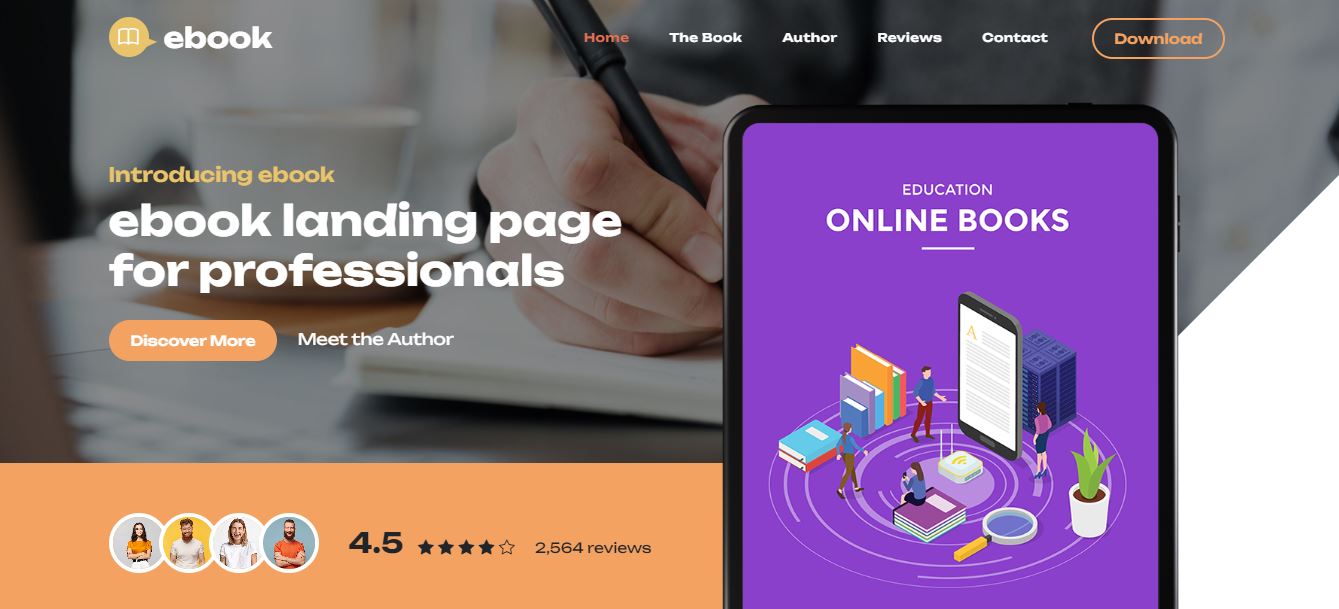 ebook
Home
The Book
Author
Reviews
Contact
Download
Introducing ebook
ebook landing page
for professionals
Discover More
Meet the Author
4.5
2,564 reviews
EDUCATION
ONLINE BOOKS
A